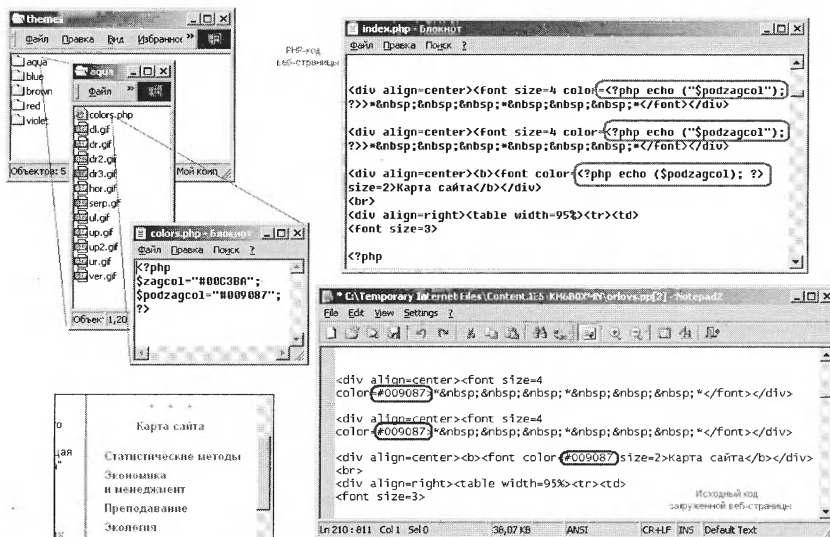 themes
Файл Правка Вид Избранное »
aqua
blue
brown
red
violet
Объектов: 5
Мой комп
aqua
Файл »
colors.php
dl.gif
dr.gif
dr2.gif
dr3.gif
hor.gif
serp.gif
ul.gif
up.gif
up2.gif
ur.gif
ver.gif
Объек 1,20
colors.php - Блокнот
Файл Правка Поиск ?
<?php
$zagcol="#00C3BA";
$podzagcol="#009087";
?>
PHP-код
веб-страницы
index.php - Блокнот
Файл Правка Поиск ?
<div align=center><font size=4 color=<?php echo ("$podzagcol");
?>>*&nbsp;&nbsp;&nbsp;*&nbsp;&nbsp;&nbsp;*</font></div>
<div align=center><font size=4 color=<?php echo ("$podzagcol");
?>>*&nbsp;&nbsp;&nbsp;*&nbsp;&nbsp;&nbsp;*</font></div>
<div align=center><b><font color=<?php echo ($podzagcol); ?>
size=2>Карта сайта</b></div>
<br>
<div align=right><table width=95%><tr><td>
<font size=3>
<?php
* C:\Temporary Internet Files\Content.IE5\ \orlovs.pp[2] - Notepad2
File Edit View Settings ?
<div align=center><font size=4
color=#009087>*&nbsp;&nbsp;&nbsp;*&nbsp;&nbsp;&nbsp;*</font></div>
<div align=center><font size=4
color=#009087>*&nbsp;&nbsp;&nbsp;*&nbsp;&nbsp;&nbsp;*</font></div>
<div align=center><b><font color=#009087 size=2>Карта сайта</b></div>
<br>
<div align=right><table width=95%><tr><td>
<font size=3>
Исходный код
загруженной веб-страницы
Ln 210 : 811 Col 1 Sel 0 38,07 KB ANSI CR+LF INS Default Text
* * *
Карта сайта
Статистические методы
Экономика
и менеджмент
Преподавание
Экология